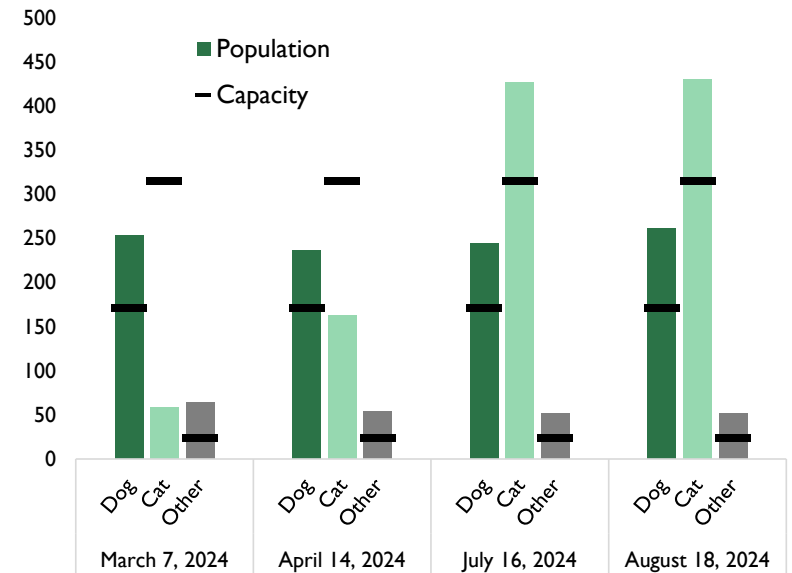 500
450
400
350
300
250
200
150
100
50
0
Population
Capacity
Dog Cat Other Dog Cat Other Dog Cat Other Dog Cat Other
March 7, 2024 April 14, 2024 July 16, 2024 August 18, 2024